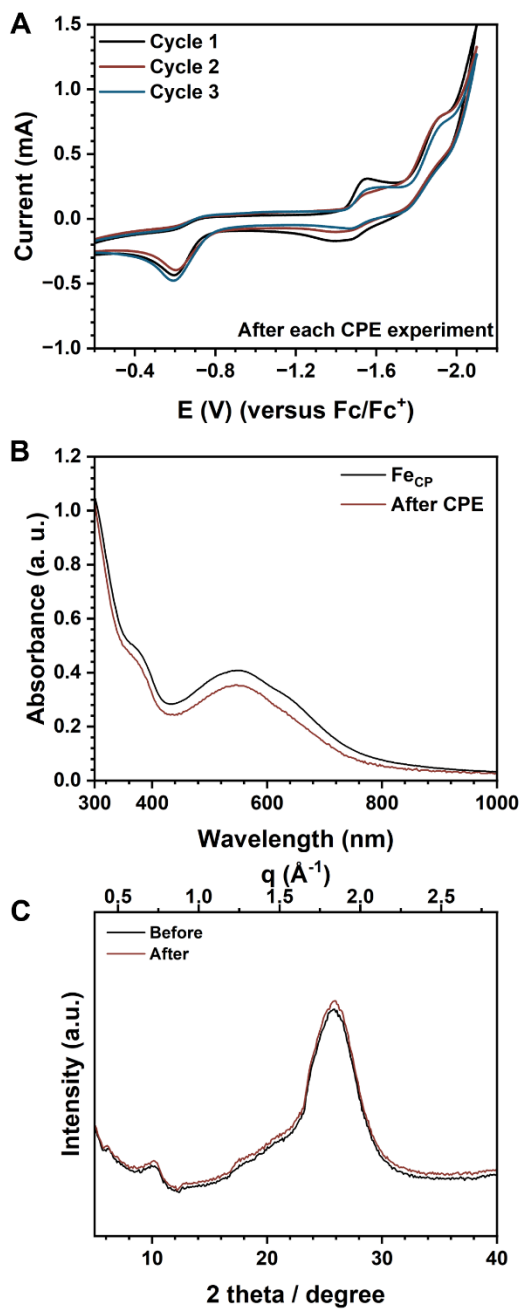 A
Current (mA)
1.5
1.0
0.5
0.0
−0.5
−1.0
Cycle 1
Cycle 2
Cycle 3
After each CPE experiment
−0.4 −0.8 −1.2 −1.6 −2.0
E (V) (versus Fc/Fc⁺)
B
Absorbance (a. u.)
1.2
1.0
0.8
0.6
0.4
0.2
0.0
Fe_CP
After CPE
300 400 600 800 1000
Wavelength (nm)
C
q (Å⁻¹)
0.5 1.0 1.5 2.0 2.5
Before
After
Intensity (a.u.)
10 20 30 40
2 theta / degree